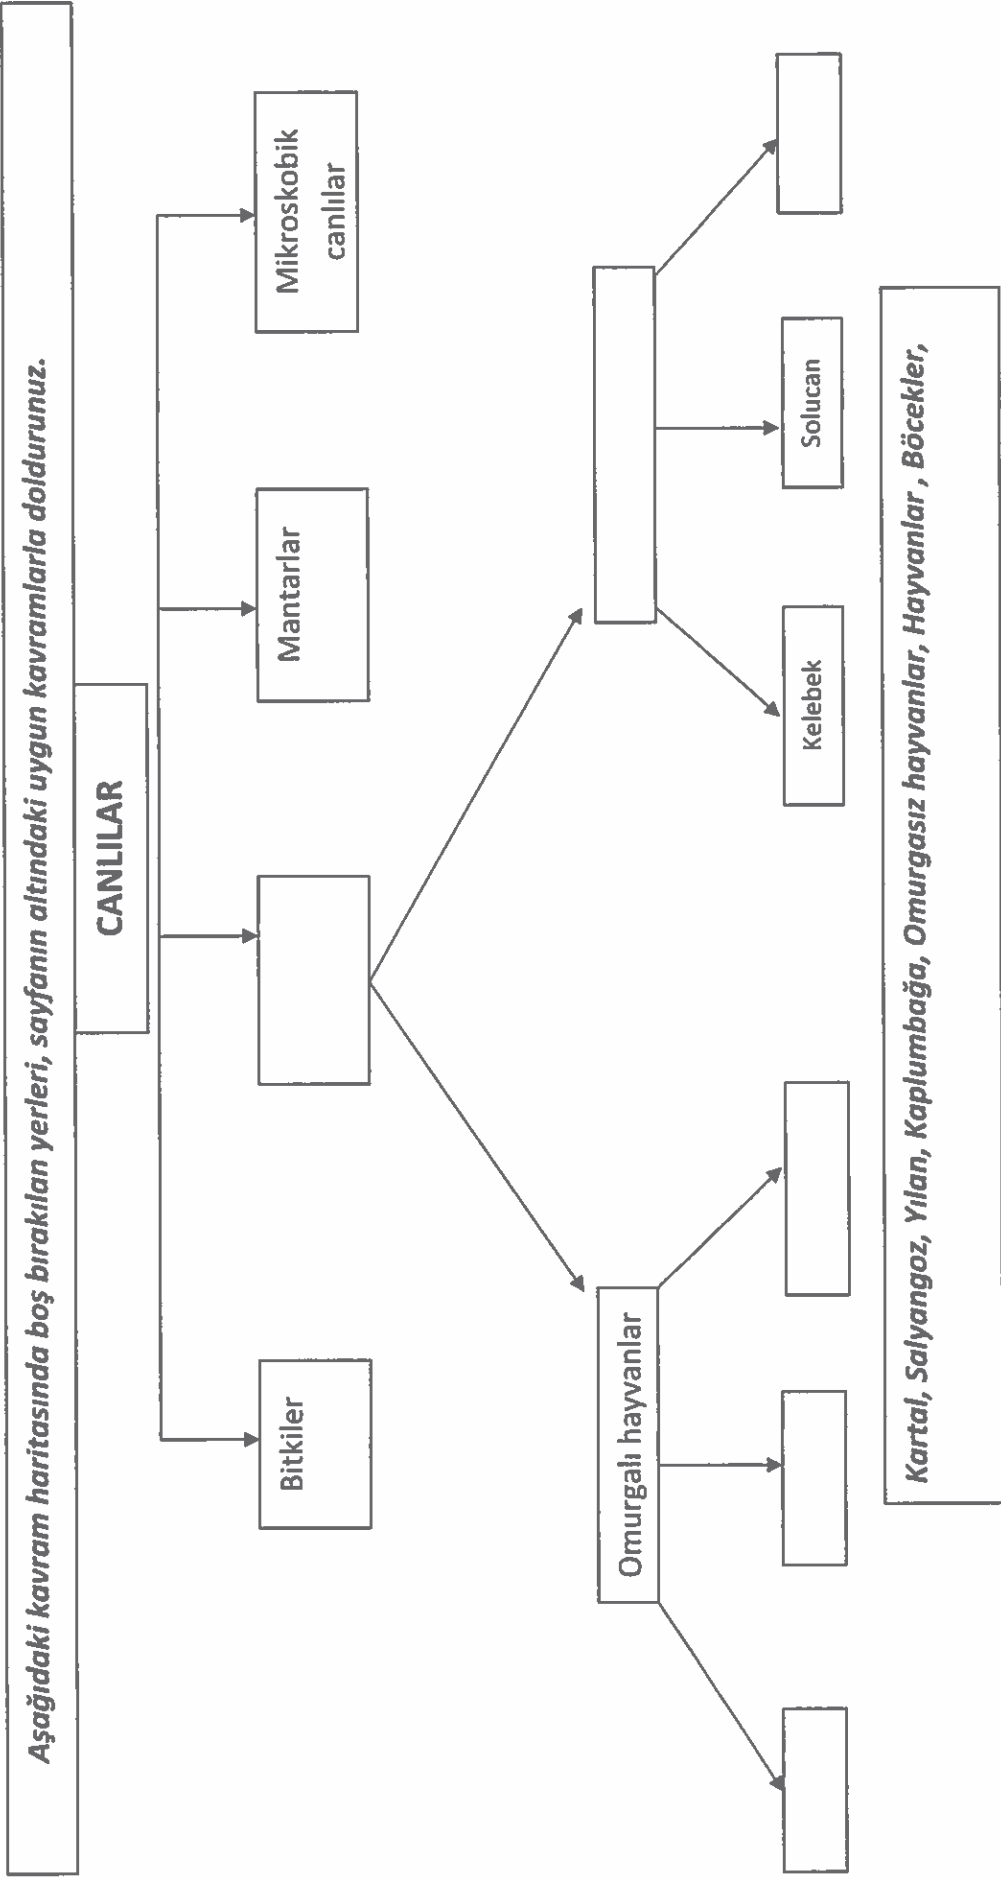 Aşağıdaki kavram haritasında boş bırakılan yerleri, sayfanın altındaki uygun kavramlarla doldurunuz.
CANLILAR
Bitkiler
Mantarlar
Mikroskobik
canlılar
Omurgalı hayvanlar
Kelebek
Solucan
Kartal, Salyangoz, Yılan, Kaplumbağa, Omurgasız hayvanlar, Hayvanlar , Böcekler,